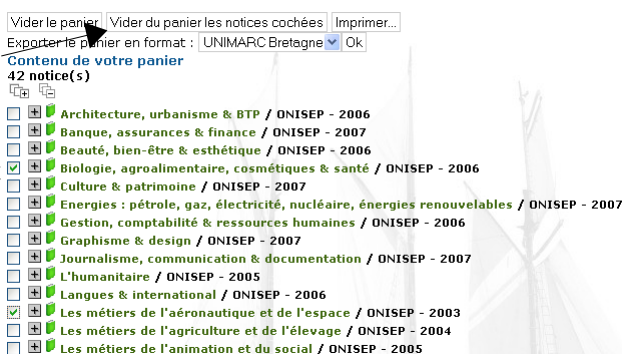 Vider le panier Vider du panier les notices cochées Imprimer...
Exporter le panier en format : UNIMARC Bretagne Ok
Contenu de votre panier
42 notice(s)
Architecture, urbanisme & BTP / ONISEP - 2006
Banque, assurances & finance / ONISEP - 2007
Beauté, bien-être & esthétique / ONISEP - 2006
Biologie, agroalimentaire, cosmétiques & santé / ONISEP - 2006
Culture & patrimoine / ONISEP - 2007
Energies : pétrole, gaz, électricité, nucléaire, énergies renouvelables / ONISEP - 2007
Gestion, comptabilité & ressources humaines / ONISEP - 2006
Graphisme & design / ONISEP - 2007
Journalisme, communication & documentation / ONISEP - 2007
L'humanitaire / ONISEP - 2005
Langues & international / ONISEP - 2006
Les métiers de l'aéronautique et de l'espace / ONISEP - 2003
Les métiers de l'agriculture et de l'élevage / ONISEP - 2004
Les métiers de l'animation et du social / ONISEP - 2005